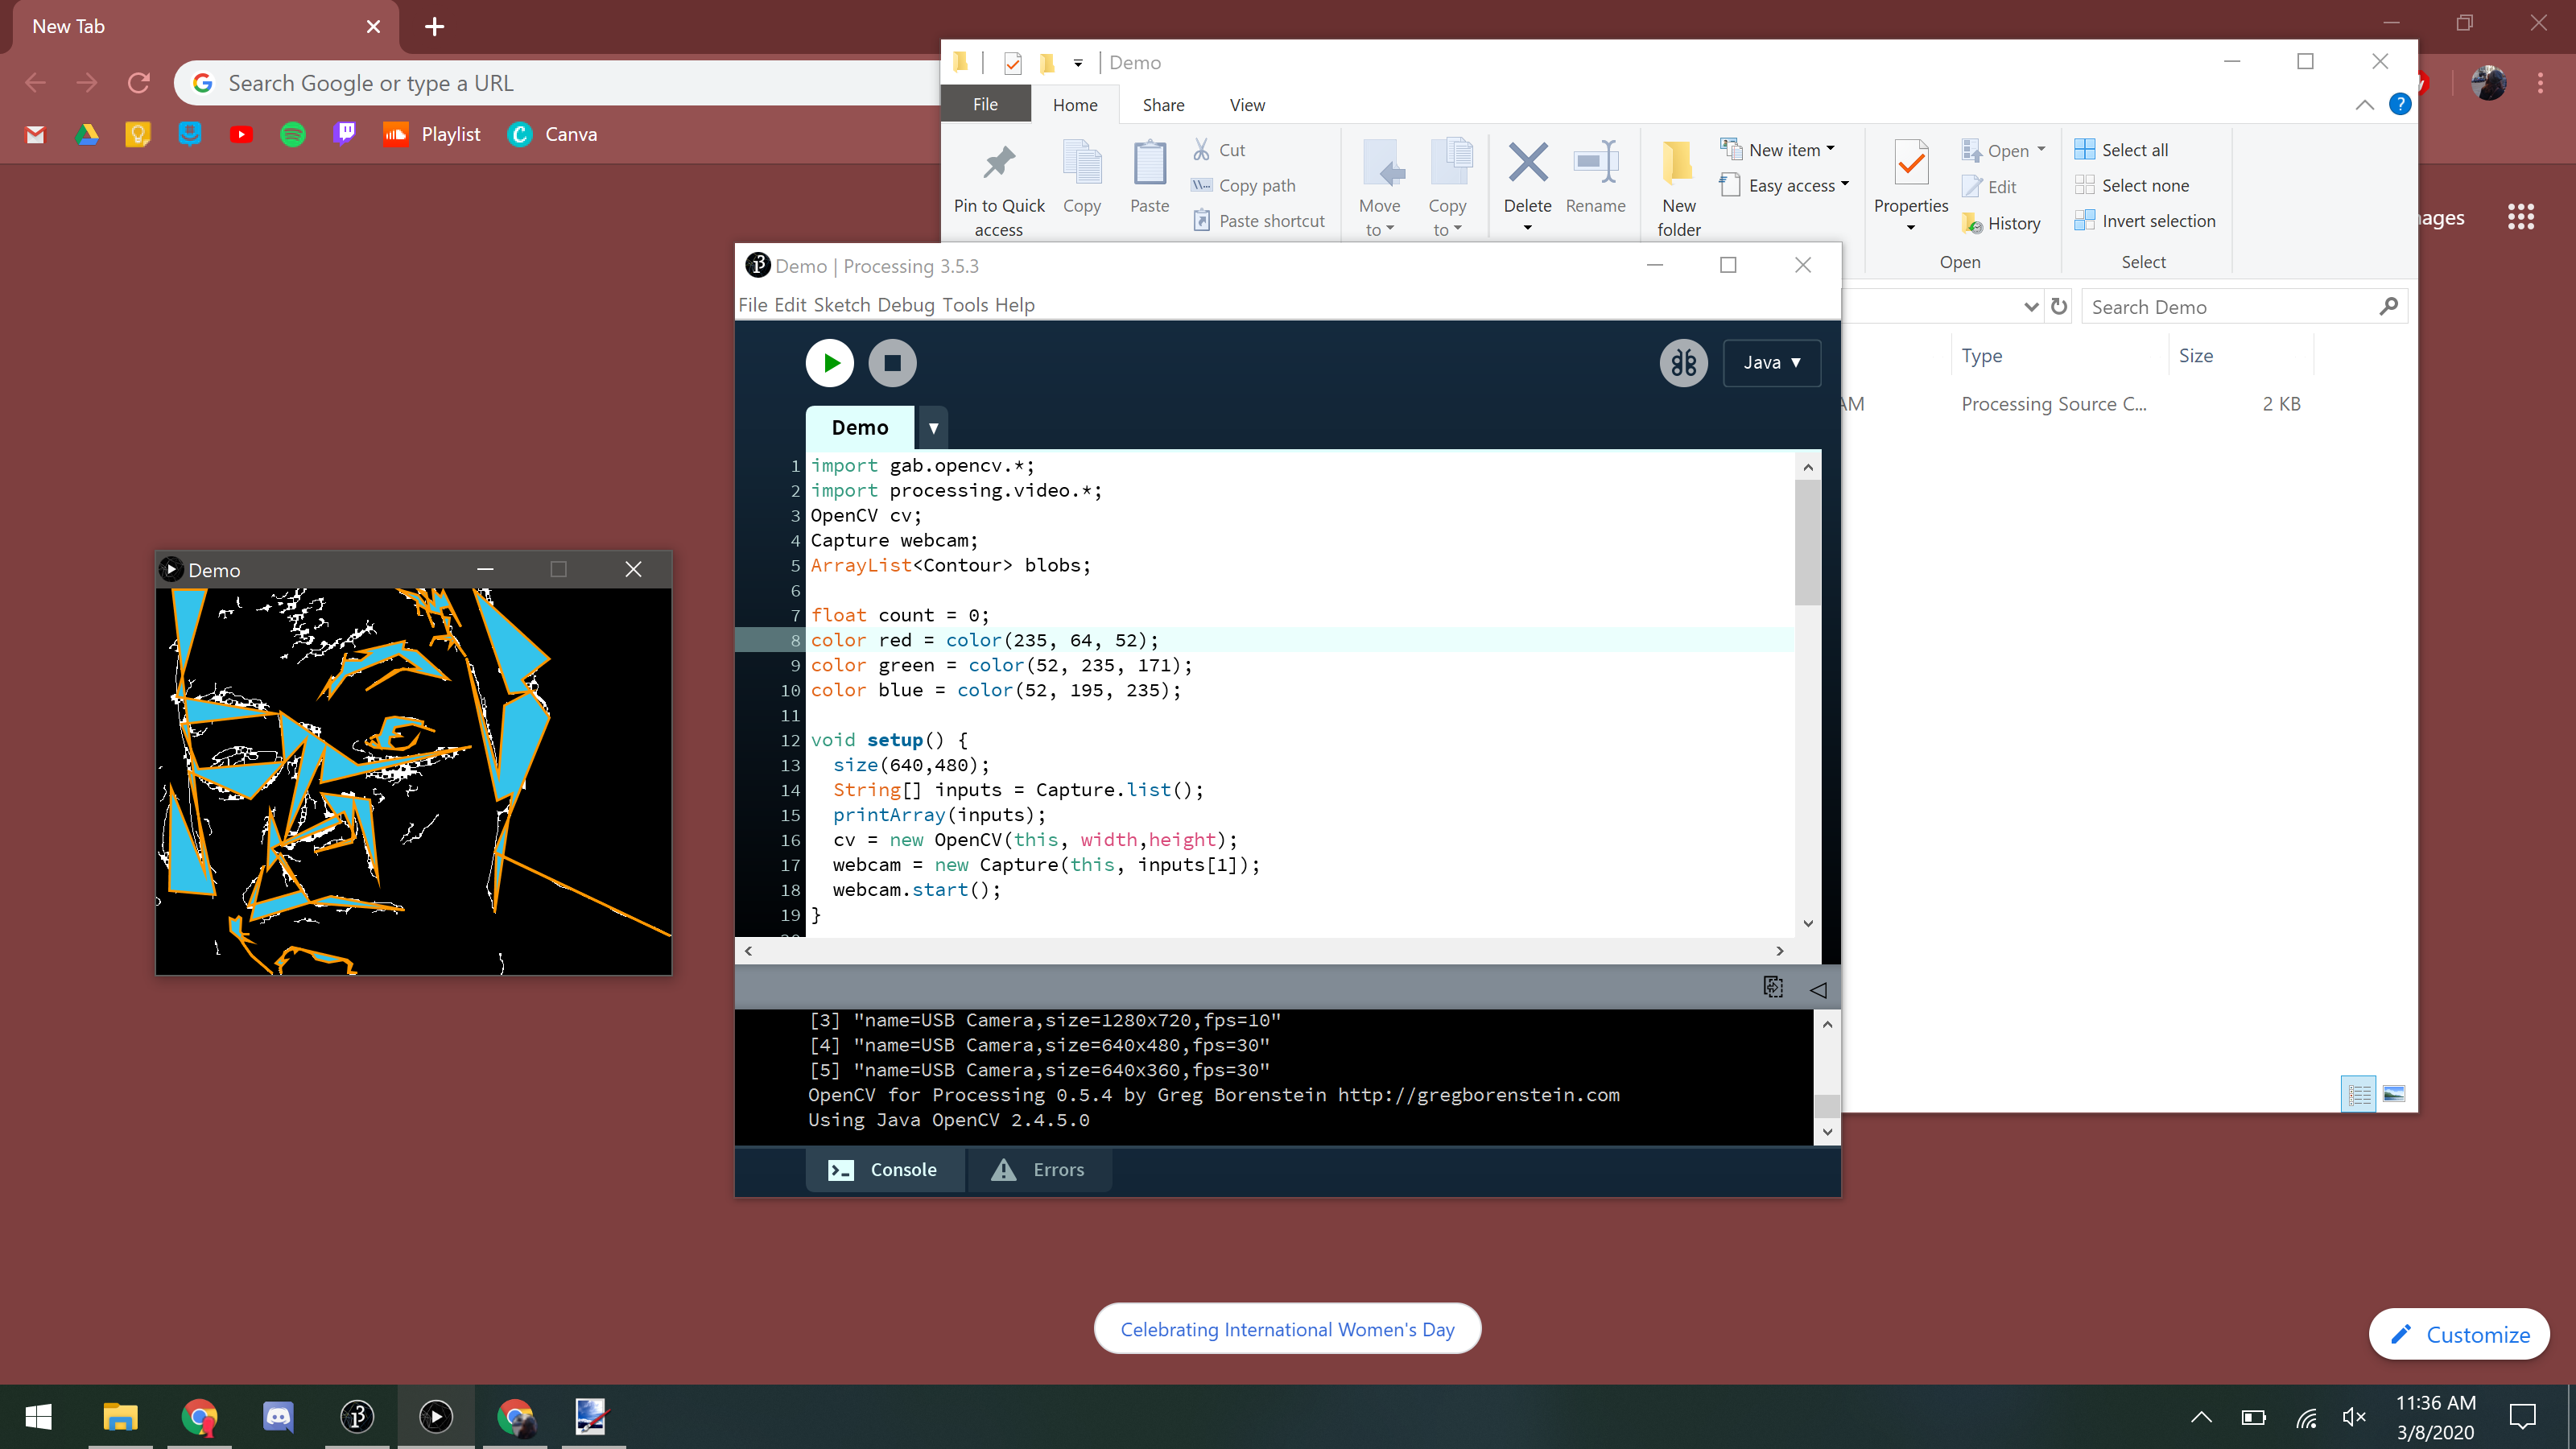 New Tab
Search Google or type a URL
Playlist
Canva
Demo
File Home Share View
Pin to Quick access
Copy
Paste
Cut
Copy path
Paste shortcut
Move to
Copy to
Delete
Rename
New folder
New item
Easy access
Properties
Open
Edit
History
Open
Select all
Select none
Invert selection
Select
ages
Search Demo
Type Size
AM Processing Source C... 2 KB
Demo | Processing 3.5.3
File Edit Sketch Debug Tools Help
Java
Demo
1 import gab.opencv.*;
2 import processing.video.*;
3 OpenCV cv;
4 Capture webcam;
5 ArrayList<Contour> blobs;
6
7 float count = 0;
8 color red = color(235, 64, 52);
9 color green = color(52, 235, 171);
10 color blue = color(52, 195, 235);
11
12 void setup() {
13 size(640,480);
14 String[] inputs = Capture.list();
15 printArray(inputs);
16 cv = new OpenCV(this, width,height);
17 webcam = new Capture(this, inputs[1]);
18 webcam.start();
19 }
[3] "name=USB Camera,size=1280x720,fps=10"
[4] "name=USB Camera,size=640x480,fps=30"
[5] "name=USB Camera,size=640x360,fps=30"
OpenCV for Processing 0.5.4 by Greg Borenstein http://gregborenstein.com
Using Java OpenCV 2.4.5.0
Console Errors
Demo
Celebrating International Women's Day
Customize
11:36 AM
3/8/2020